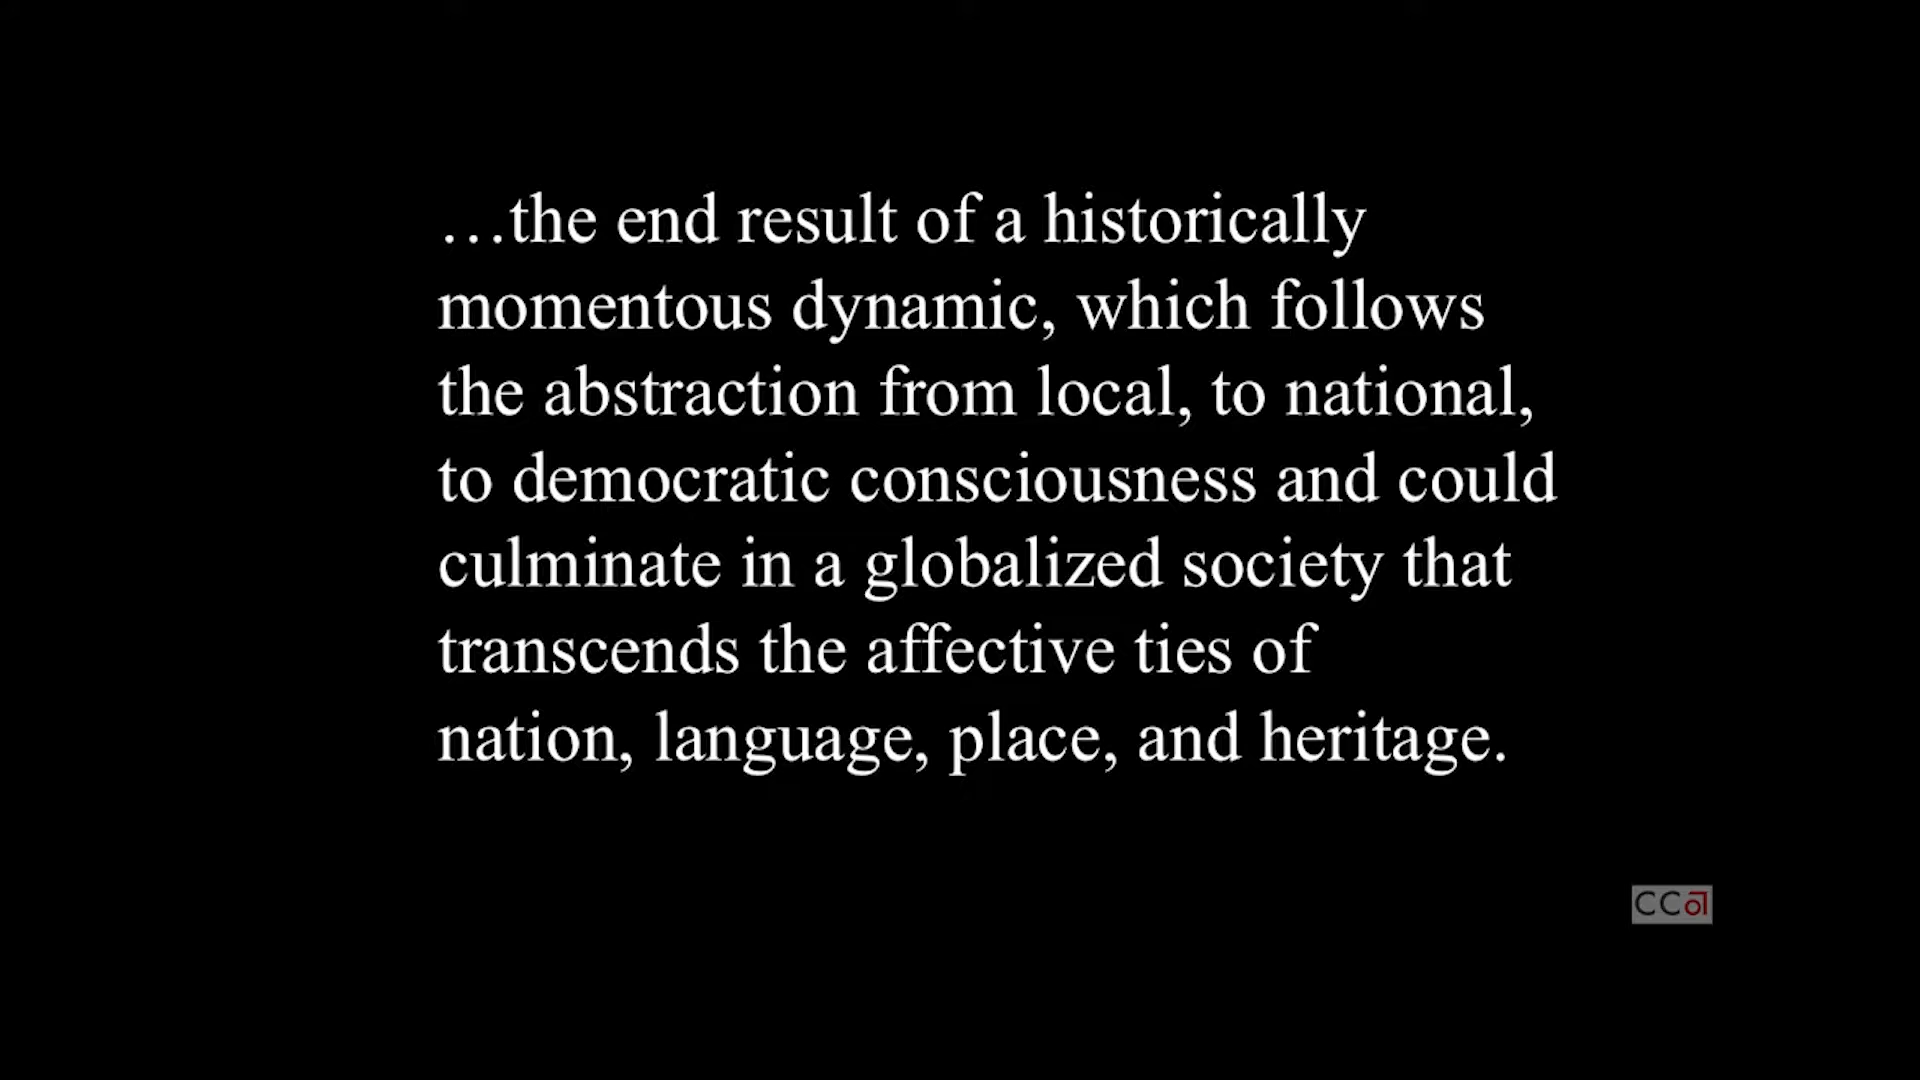 …the end result of a historically
momentous dynamic, which follows
the abstraction from local, to national,
to democratic consciousness and could
culminate in a globalized society that
transcends the affective ties of
nation, language, place, and heritage.